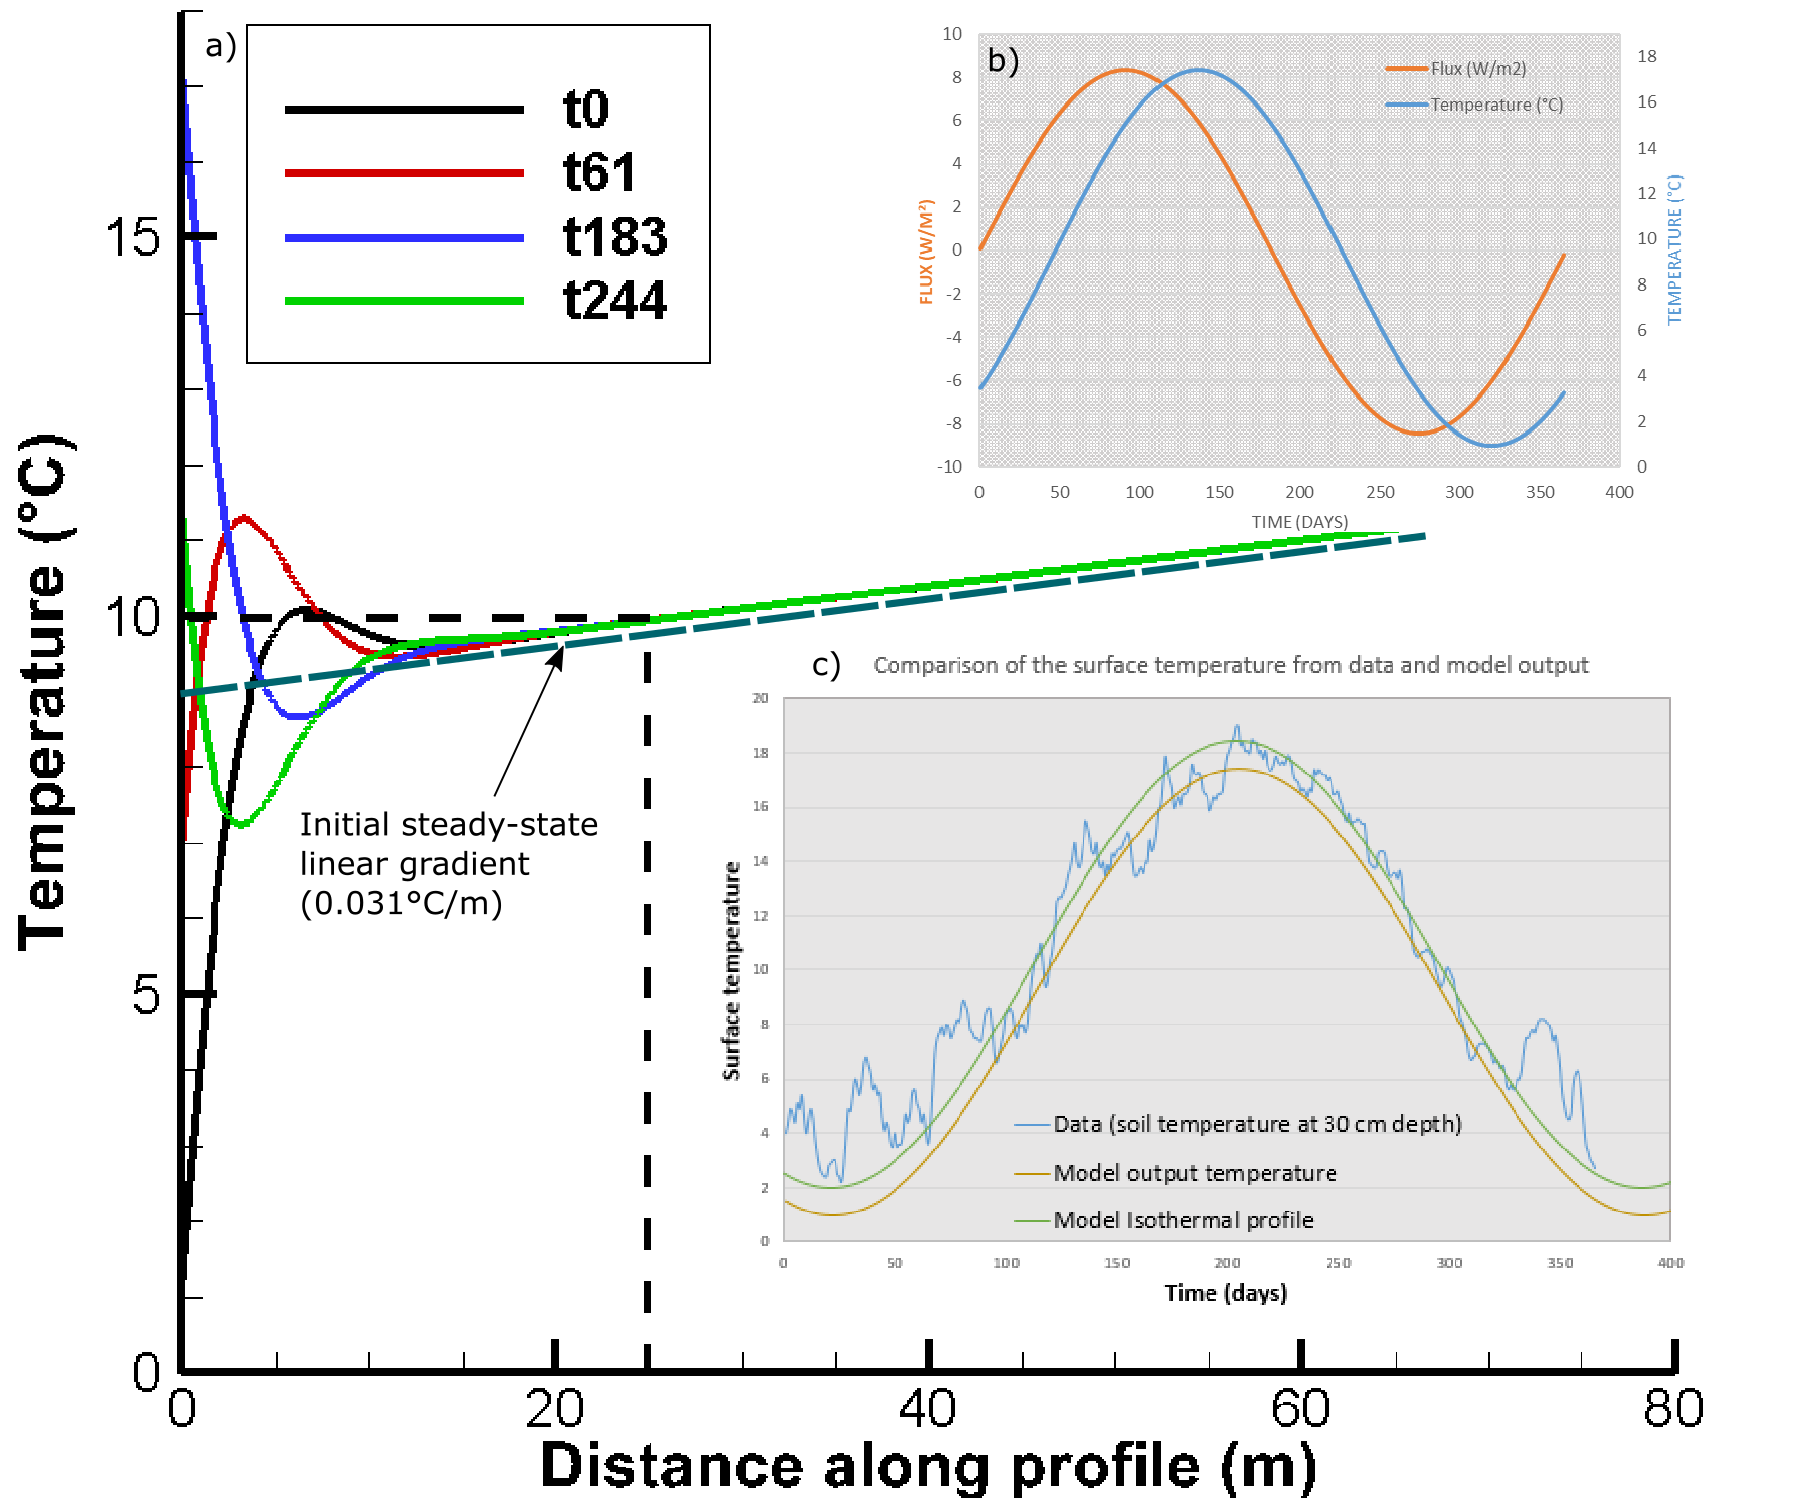 a)
t0
t61
t183
t244
Temperature (°C)
15
10
5
0
0
20
40
60
80
Distance along profile (m)
Initial steady-state
linear gradient
(0.031°C/m)
b)
Flux (W/m2)
Temperature (°C)
FLUX (W/M²)
10
8
6
4
2
0
-2
-4
-6
-8
-10
TEMPERATURE (°C)
18
16
14
12
10
8
6
4
2
0
0
50
100
150
200
250
300
350
400
TIME (DAYS)
c)
Comparison of the surface temperature from data and model output
Surface temperature
20
18
16
14
12
10
8
6
4
2
0
Data (soil temperature at 30 cm depth)
Model output temperature
Model Isothermal profile
0
50
100
150
200
250
300
350
400
Time (days)